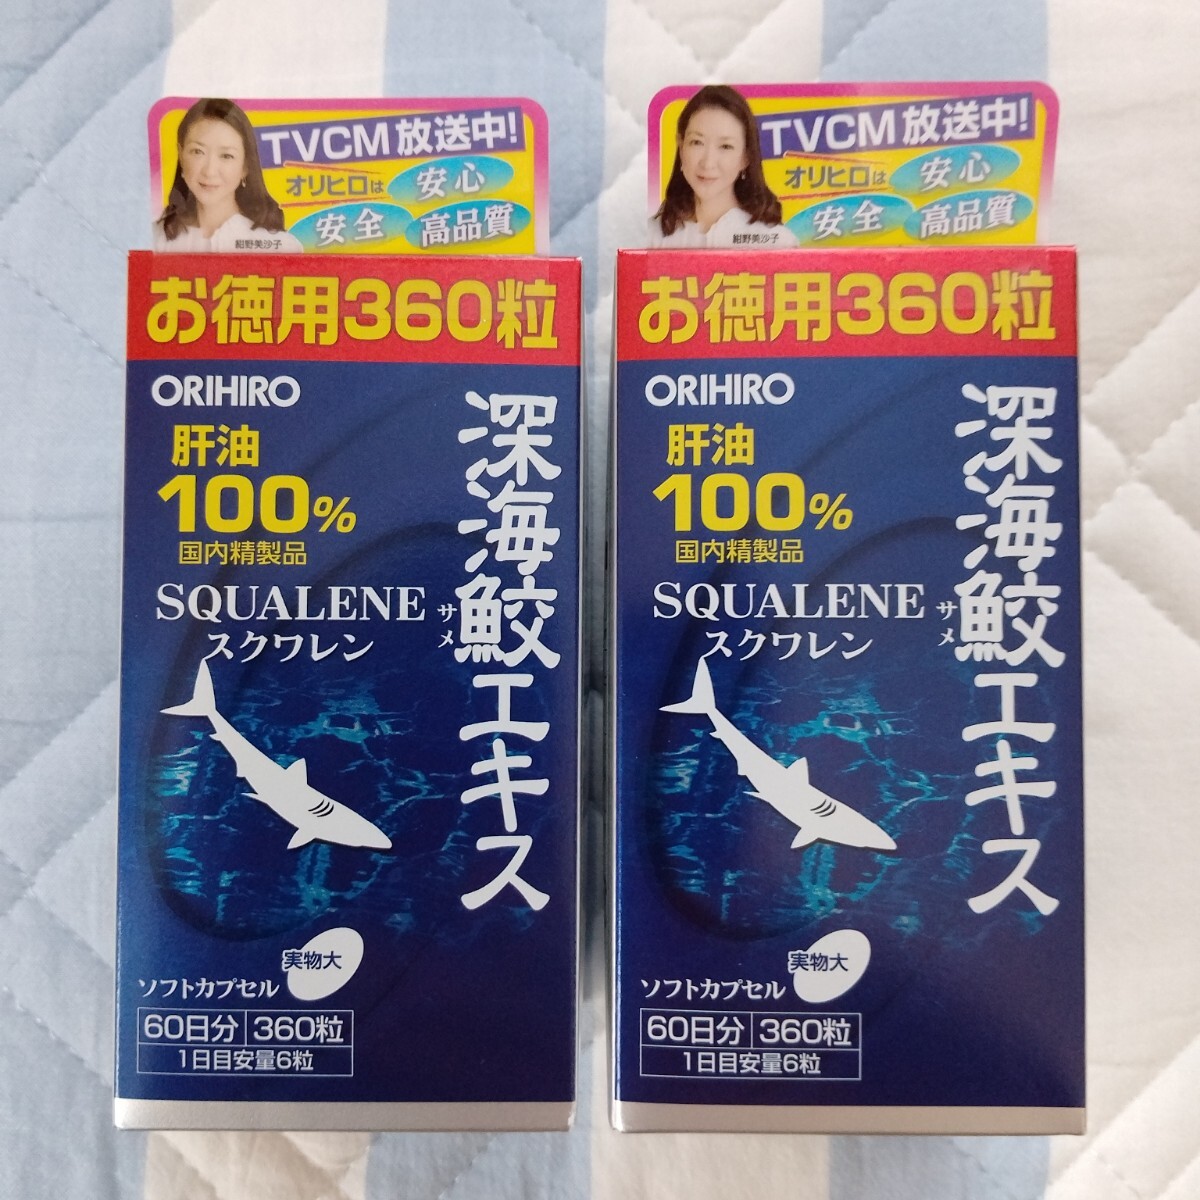 TVCM放送中!
オリヒロは
安心
安全
高品質
紺野美沙子
お徳用360粒
ORIHIRO
肝油
100%
国内精製品
SQUALENE
スクワレン
深海鮫エキス
サメ
実物大
ソフトカプセル
60日分 360粒
1日目安量6粒
TVCM放送中!
オリヒロは
安心
安全
高品質
紺野美沙子
お徳用360粒
ORIHIRO
肝油
100%
国内精製品
SQUALENE
スクワレン
深海鮫エキス
サメ
実物大
ソフトカプセル
60日分 360粒
1日目安量6粒